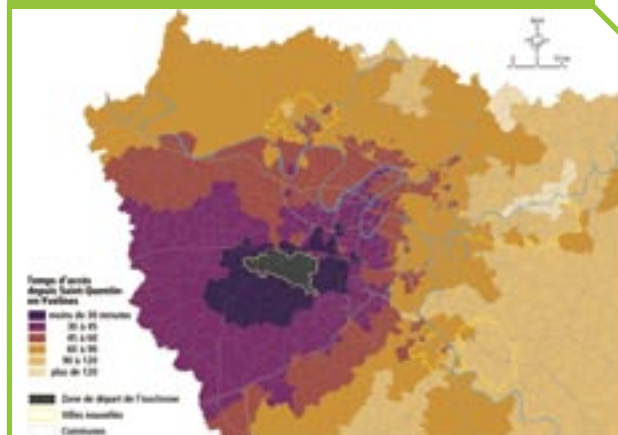 Temps d'accès
depuis Saint-Quentin-
en-Yvelines
moins de 30 minutes
30 à 45
45 à 60
60 à 90
90 à 120
plus de 120
Zone de départ de l'isochrone
Villes nouvelles
Communes